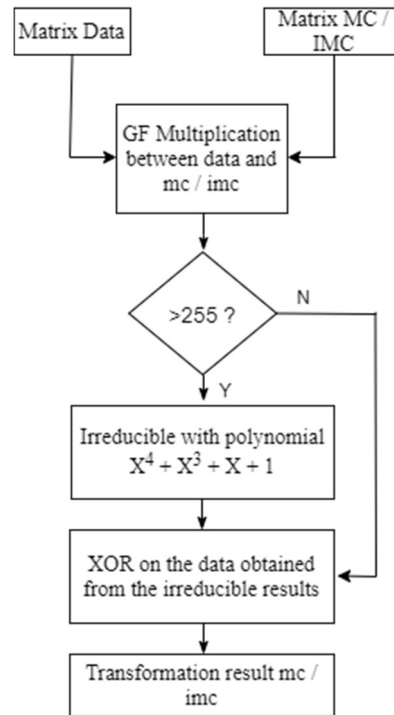 Matrix Data
Matrix MC /
IMC
GF Multiplication
between data and
mc / imc
>255 ?
N
Y
Irreducible with polynomial
X⁴ + X³ + X + 1
XOR on the data obtained
from the irreducible results
Transformation result mc /
imc